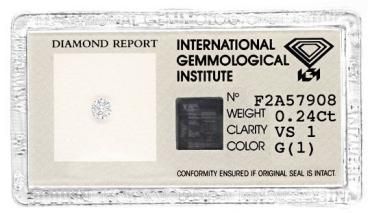 DIAMOND REPORT
INTERNATIONAL
GEMMOLOGICAL
INSTITUTE
IGI
Nº F2A57908
WEIGHT 0.24Ct
CLARITY VS 1
COLOR G(1)
CONFORMITY ENSURED IF ORIGINAL SEAL IS INTACT